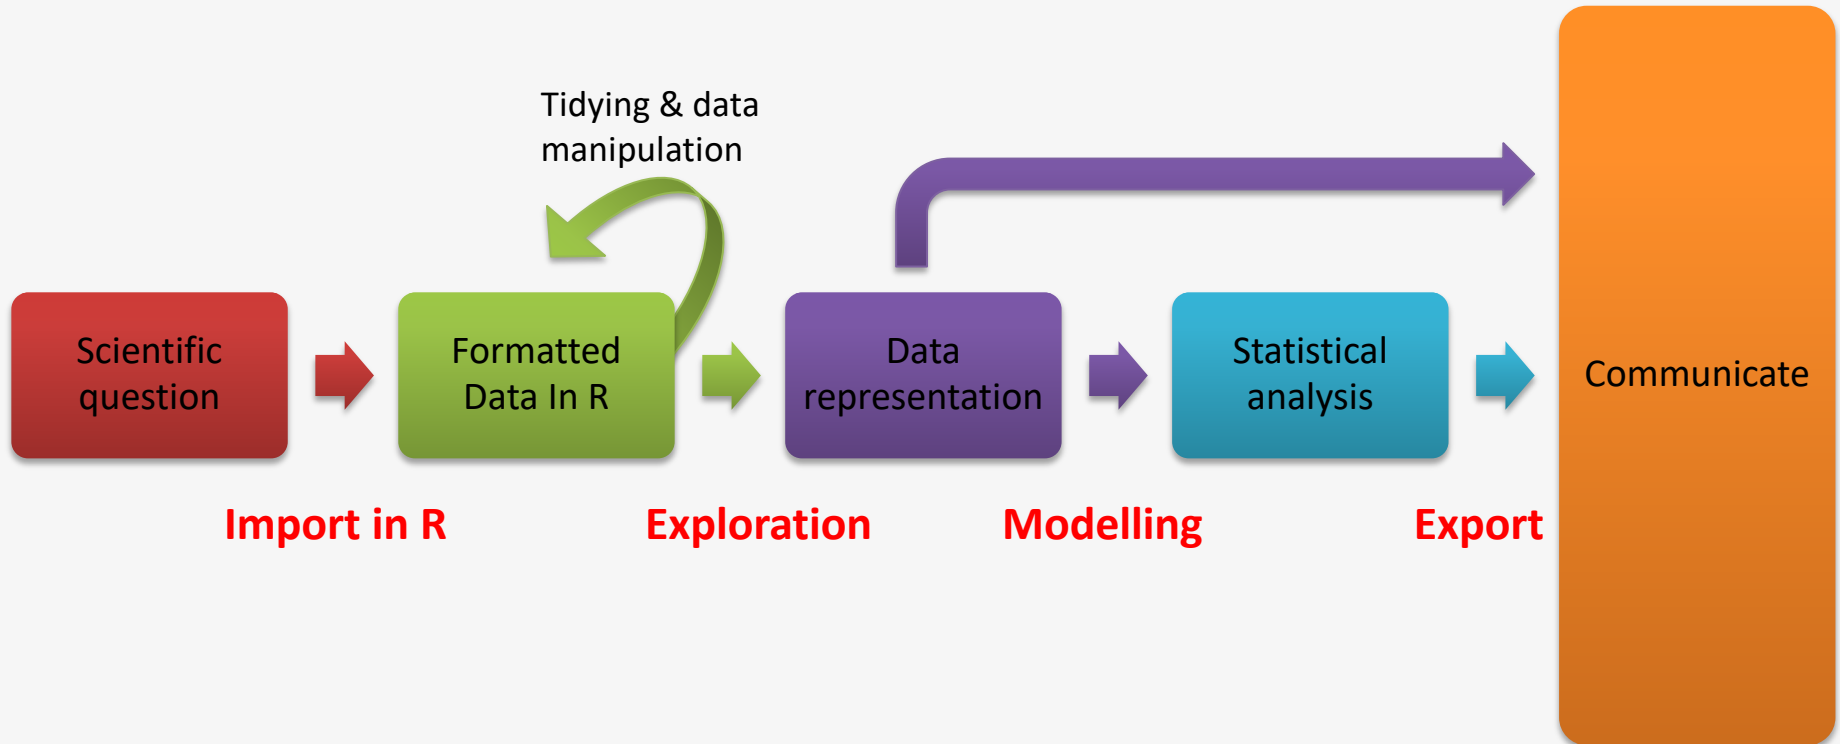 Tidying & data
manipulation
Scientific
question
Formatted
Data In R
Data
representation
Statistical
analysis
Communicate
Import in R
Exploration
Modelling
Export